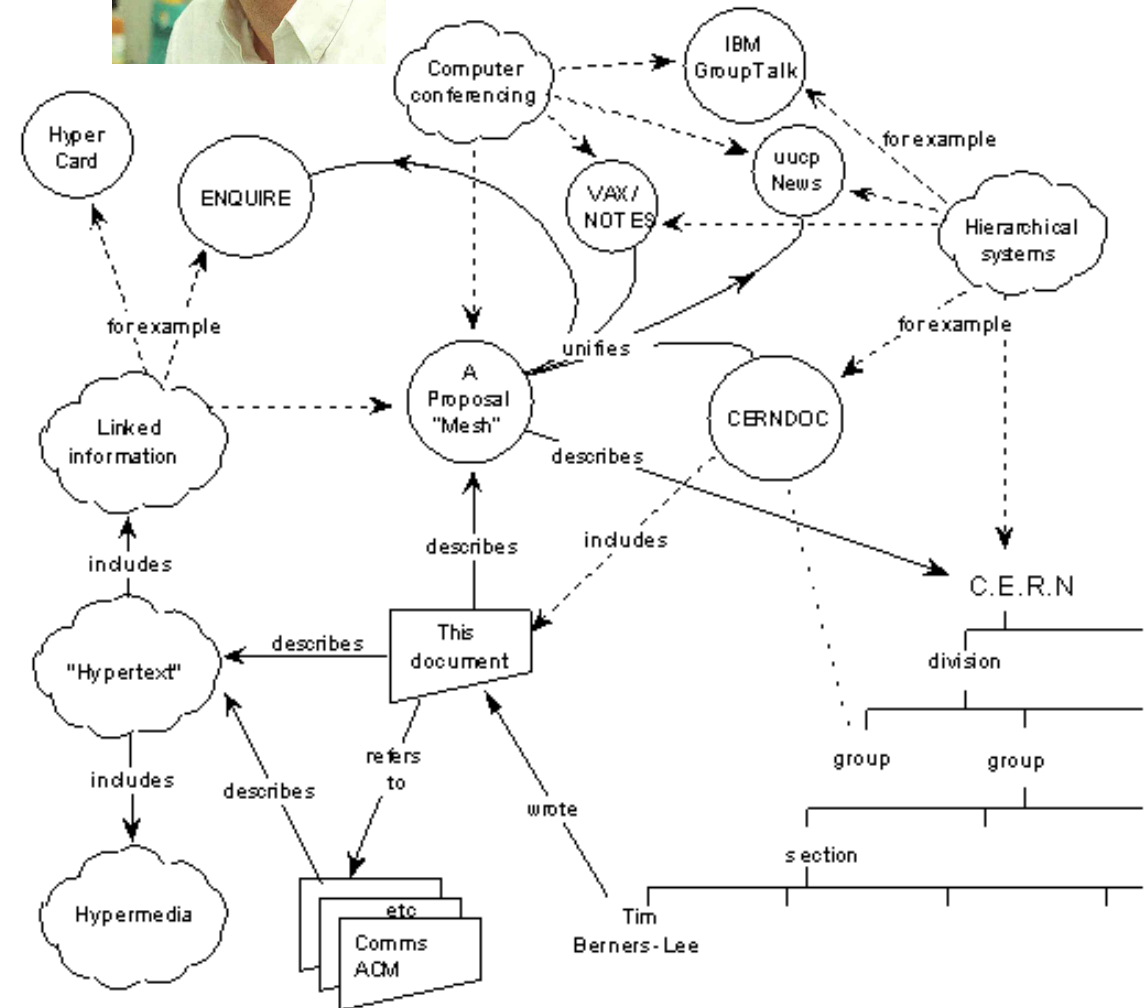 Computer
conferencing
IBM
GroupTalk
Hyper
Card
ENQUIRE
for example
uucp
News
VAX/
NOTES
Hierarchical
systems
for example
for example
unifies
A
Proposal
"Mesh"
CERNDOC
Linked
information
describes
includes
describes
includes
C.E.R.N
This
document
describes
division
"Hypertext"
refers
to
group
group
includes
describes
wrote
section
Hypermedia
etc
Comms
ACM
Tim
Berners-Lee